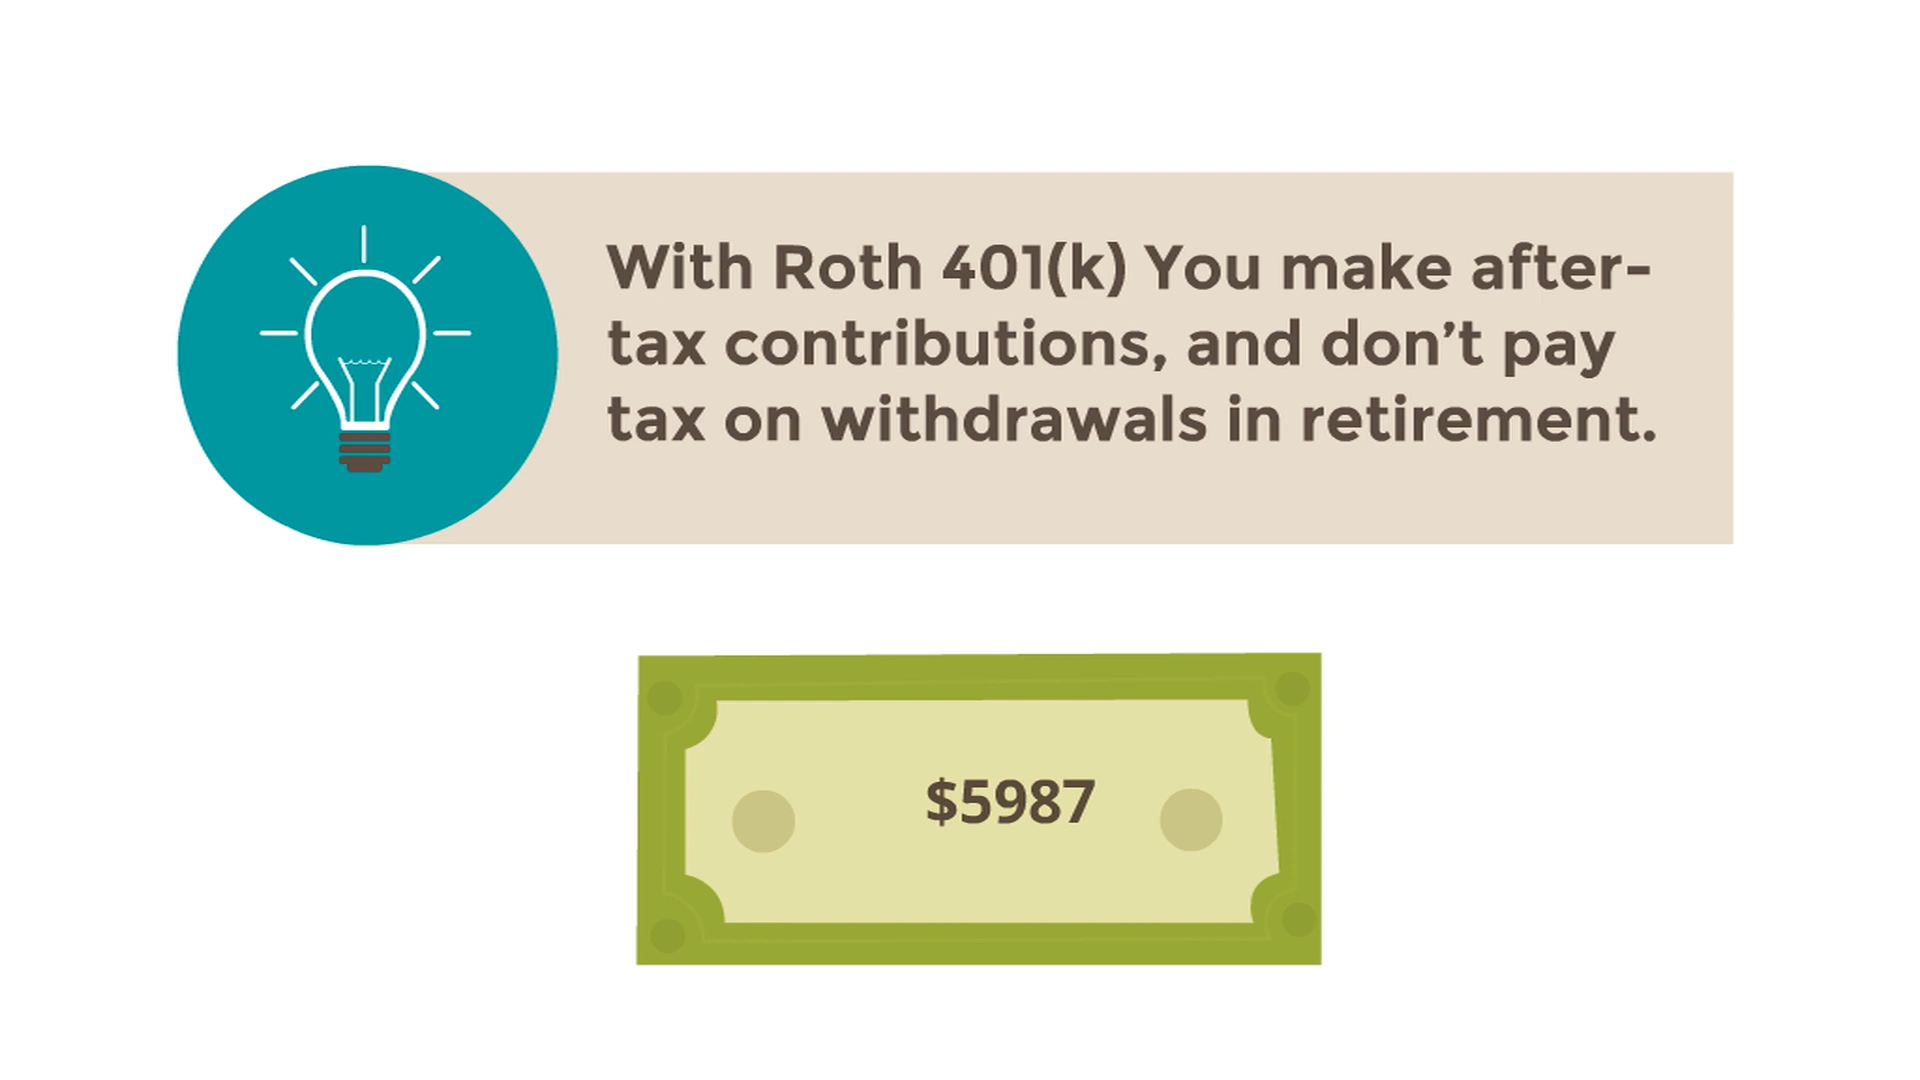 With Roth 401(k) You make after-
tax contributions, and don’t pay
tax on withdrawals in retirement.
$5987